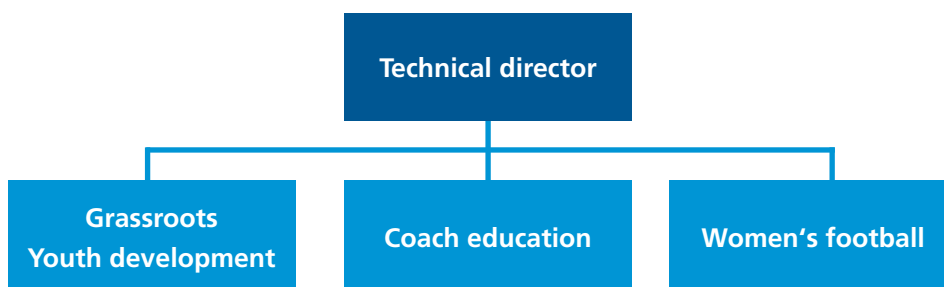 Technical director
Grassroots
Youth development
Coach education
Women‘s football